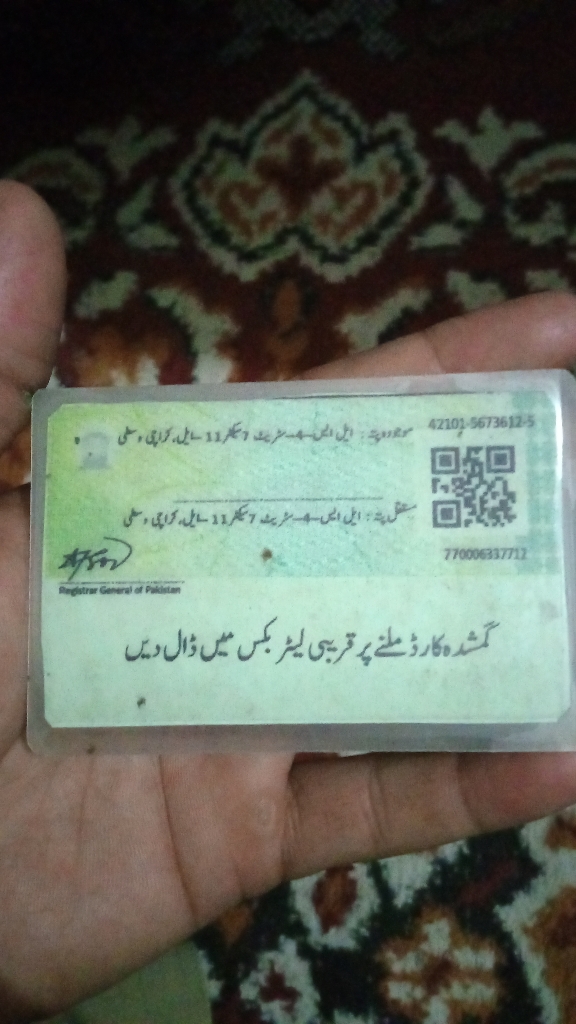 42101-5673612-5
موجودہ پتہ : ایل ایس-4-سٹریٹ 7 سیکٹر 11 -ایل، کراچی وسطی
مستقل پتہ : ایل ایس-4-سٹریٹ 7 سیکٹر 11 -ایل، کراچی وسطی
770006337712
Registrar General of Pakistan
گمشدہ کارڈ ملنے پر قریبی لیٹر بکس میں ڈال دیں